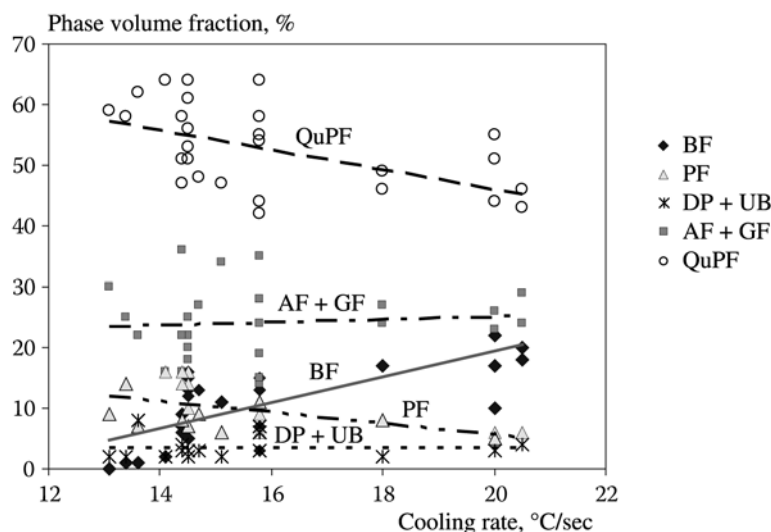 Phase volume fraction, %
70
60
50
40
30
20
10
0
QuPF
AF + GF
BF
PF
DP + UB
12
14
16
18
20
22
Cooling rate, °C/sec
BF
PF
DP + UB
AF + GF
QuPF